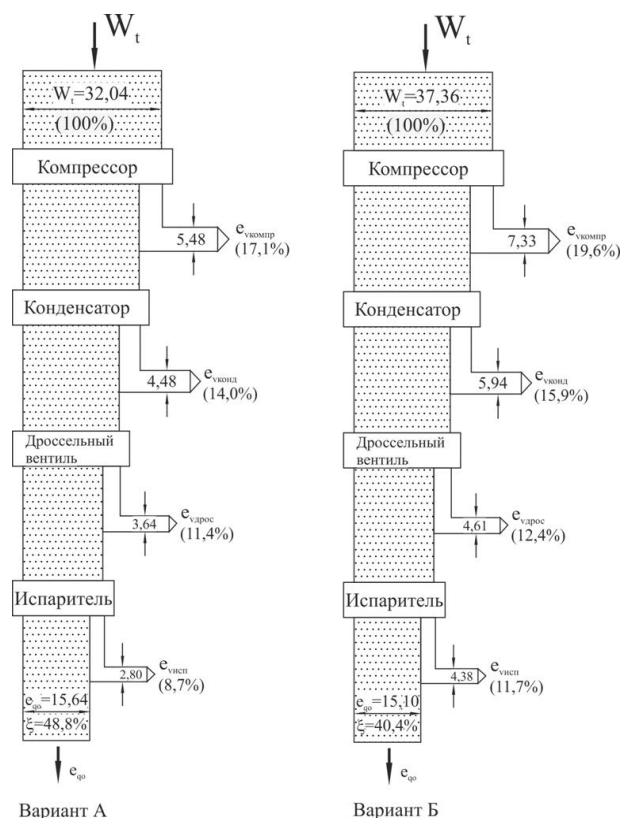 W_t
W_t=32,04
(100%)
Компрессор
5,48
e_vкомпр
(17,1%)
Конденсатор
4,48
e_vконд
(14,0%)
Дроссельный
вентиль
3,64
e_vдрос
(11,4%)
Испаритель
2,80
e_vисп
(8,7%)
e_qo=15,64
ξ=48,8%
e_qo
Вариант А
W_t
W_t=37,36
(100%)
Компрессор
7,33
e_vкомпр
(19,6%)
Конденсатор
5,94
e_vконд
(15,9%)
Дроссельный
вентиль
4,61
e_vдрос
(12,4%)
Испаритель
4,38
e_vисп
(11,7%)
e_qo=15,10
ξ=40,4%
e_qo
Вариант Б